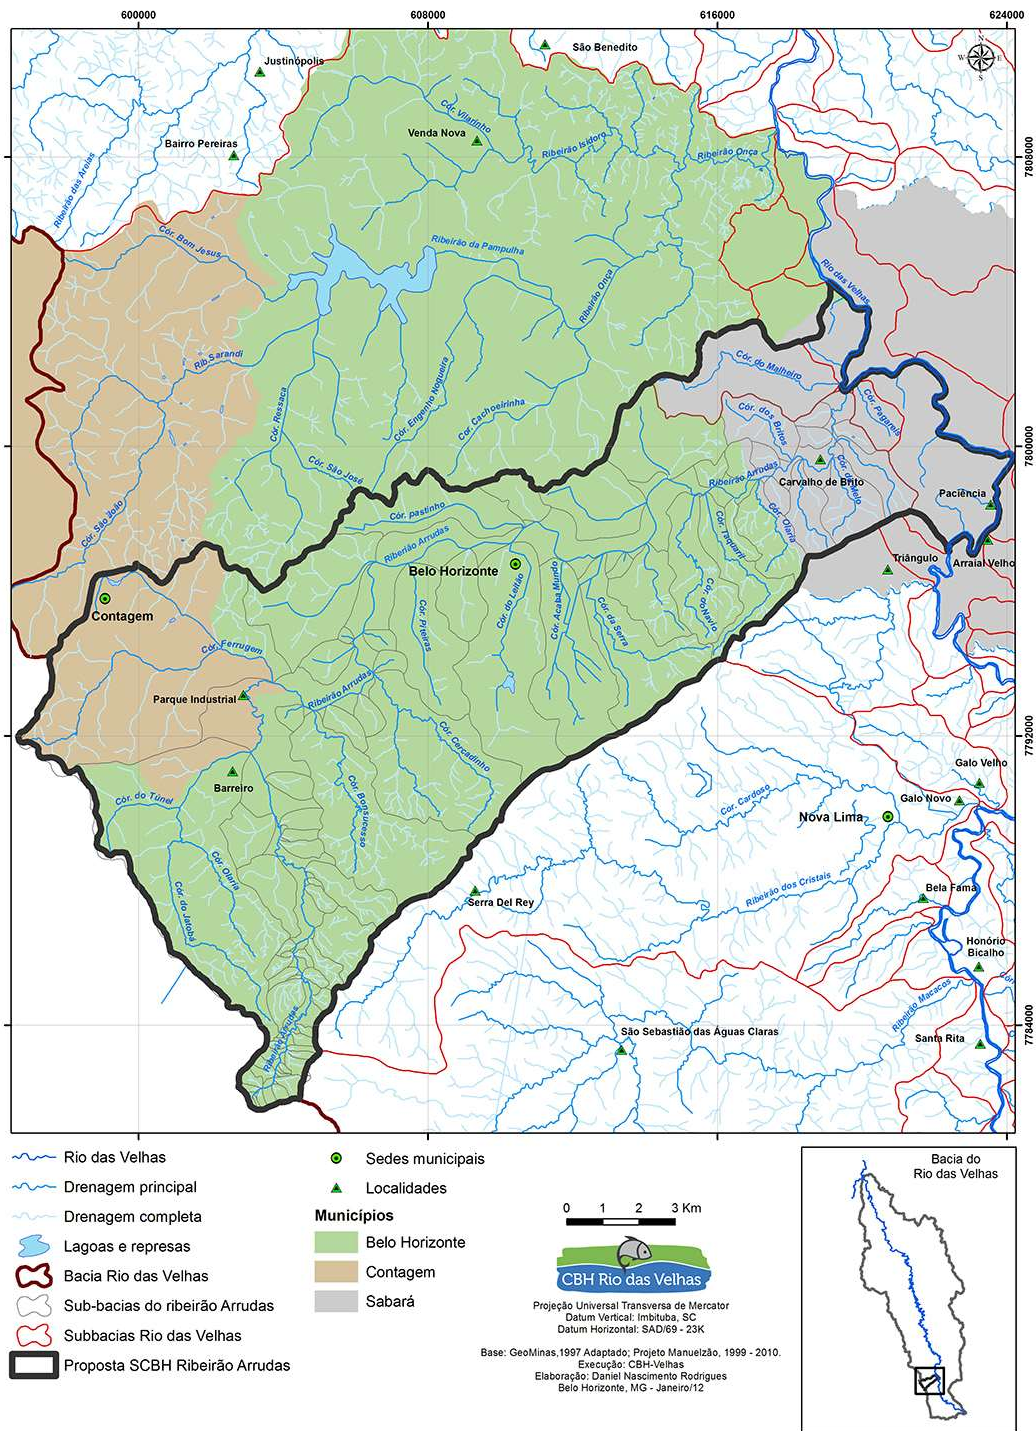 600000
608000
616000
624000
São Benedito
N
W
E
S
Justinópolis
Cór. Vilarinho
Venda Nova
Bairro Pereiras
Ribeirão Isidoro
Ribeirão Onça
7808000
Ribeirão das Areias
Cór. Bom Jesus
Ribeirão da Pampulha
Rio das Velhas
Ribeirão Onça
Rib.Sarandi
Cór. do Malheiro
Cór. Ressaca
Cór. Engenho Nogueira
Cór. Cachoeirinha
Cór. dos Britos
Cór. Pagareis
7800000
Cór. São José
Ribeirão Arrudas
Cór. do Melo
Carvalho de Brito
Paciência
Cór. São João
Cór. pastinho
Cór. Olaria
Cór. Taquaril
Ribeirão Arrudas
Triângulo
Arraial Velho
Belo Horizonte
Contagem
Cór. do Leitão
Cór. Acaba Mundo
Cór. da Serra
Cór. do Navio
Cór. Piteiras
Cór. Ferrugem
Parque Industrial
Ribeirão Arrudas
7792000
Cór. Cercadinho
Barreiro
Galo Velho
Cór. do Túnel
Cór. Bonsucesso
Cór. Cardoso
Galo Novo
Nova Lima
Cór. Olaria
Cór. do Jatobá
Ribeirão dos Cristais
Bela Fama
Serra Del Rey
Honório
Bicalho
Cór
Ribeirão Macacos
7784000
São Sebastião das Águas Claras
Santa Rita
Ribeirão Arrudas
Rio das Velhas
Drenagem principal
Drenagem completa
Lagoas e represas
Bacia Rio das Velhas
Sub-bacias do ribeirão Arrudas
Subbacias Rio das Velhas
Proposta SCBH Ribeirão Arrudas
Sedes municipais
Localidades
Municípios
Belo Horizonte
Contagem
Sabará
0 1 2 3 Km
CBH Rio das Velhas
Projeção Universal Transversa de Mercator
Datum Vertical: Imbituba, SC
Datum Horizontal: SAD/69 - 23K
Base: GeoMinas,1997 Adaptado; Projeto Manuelzão, 1999 - 2010.
Execução: CBH-Velhas
Elaboração: Daniel Nascimento Rodrigues
Belo Horizonte, MG - Janeiro/12
Bacia do
Rio das Velhas